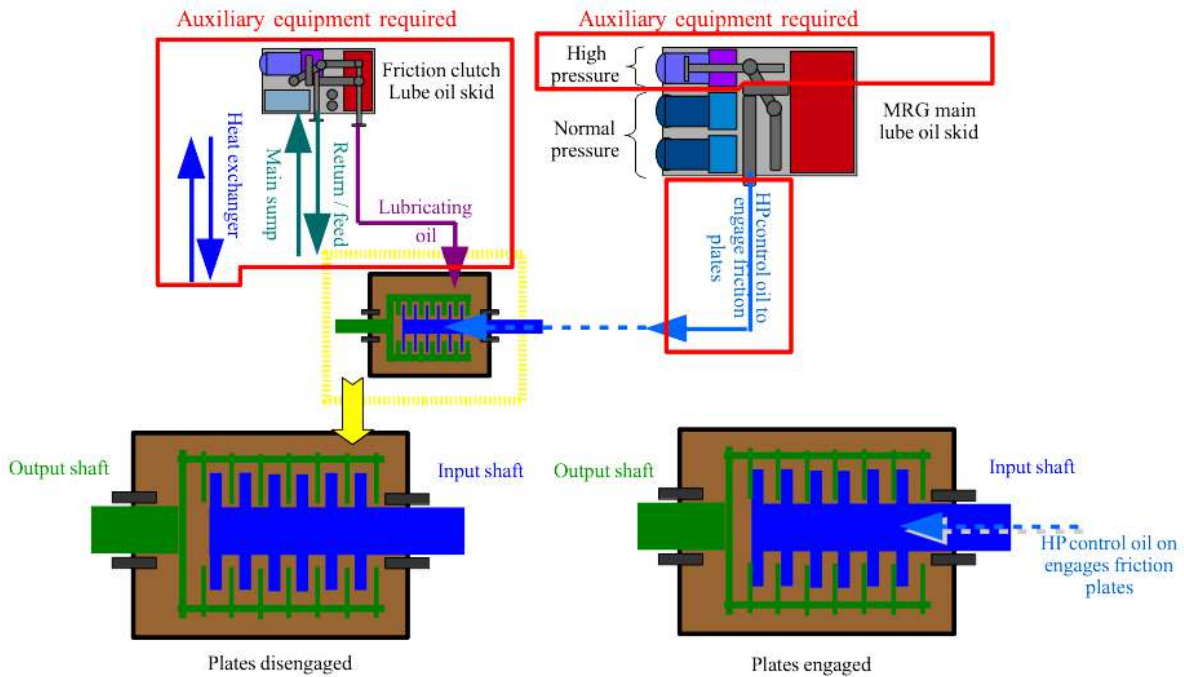 Auxiliary equipment required
Auxiliary equipment required
Friction clutch
Lube oil skid
High
pressure
Normal
pressure
MRG main
lube oil skid
Heat exchanger
Main sump
Return / feed
Lubricating
oil
HPcontrol oil to
engage friction
plates
Output shaft
Input shaft
Output shaft
Input shaft
HP control oil on
engages friction
plates
Plates disengaged
Plates engaged